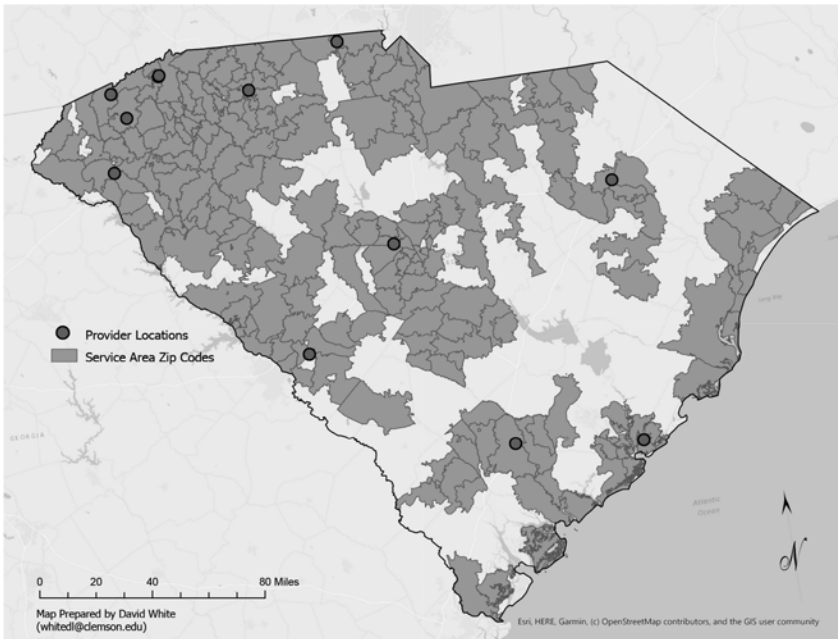 Provider Locations
Service Area Zip Codes
GEORGIA
Atlantic
Ocean
N
0 20 40 80 Miles
Map Prepared by David White
(whitedl@clemson.edu)
Esri, HERE, Garmin, (c) OpenStreetMap contributors, and the GIS user community